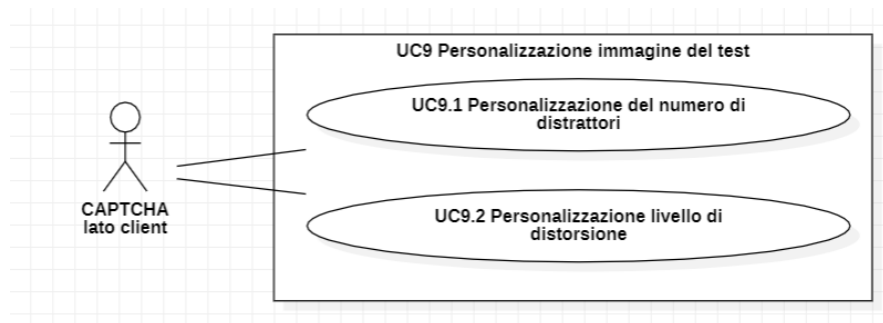 UC9 Personalizzazione immagine del test
UC9.1 Personalizzazione del numero di
distrattori
CAPTCHA
lato client
UC9.2 Personalizzazione livello di
distorsione